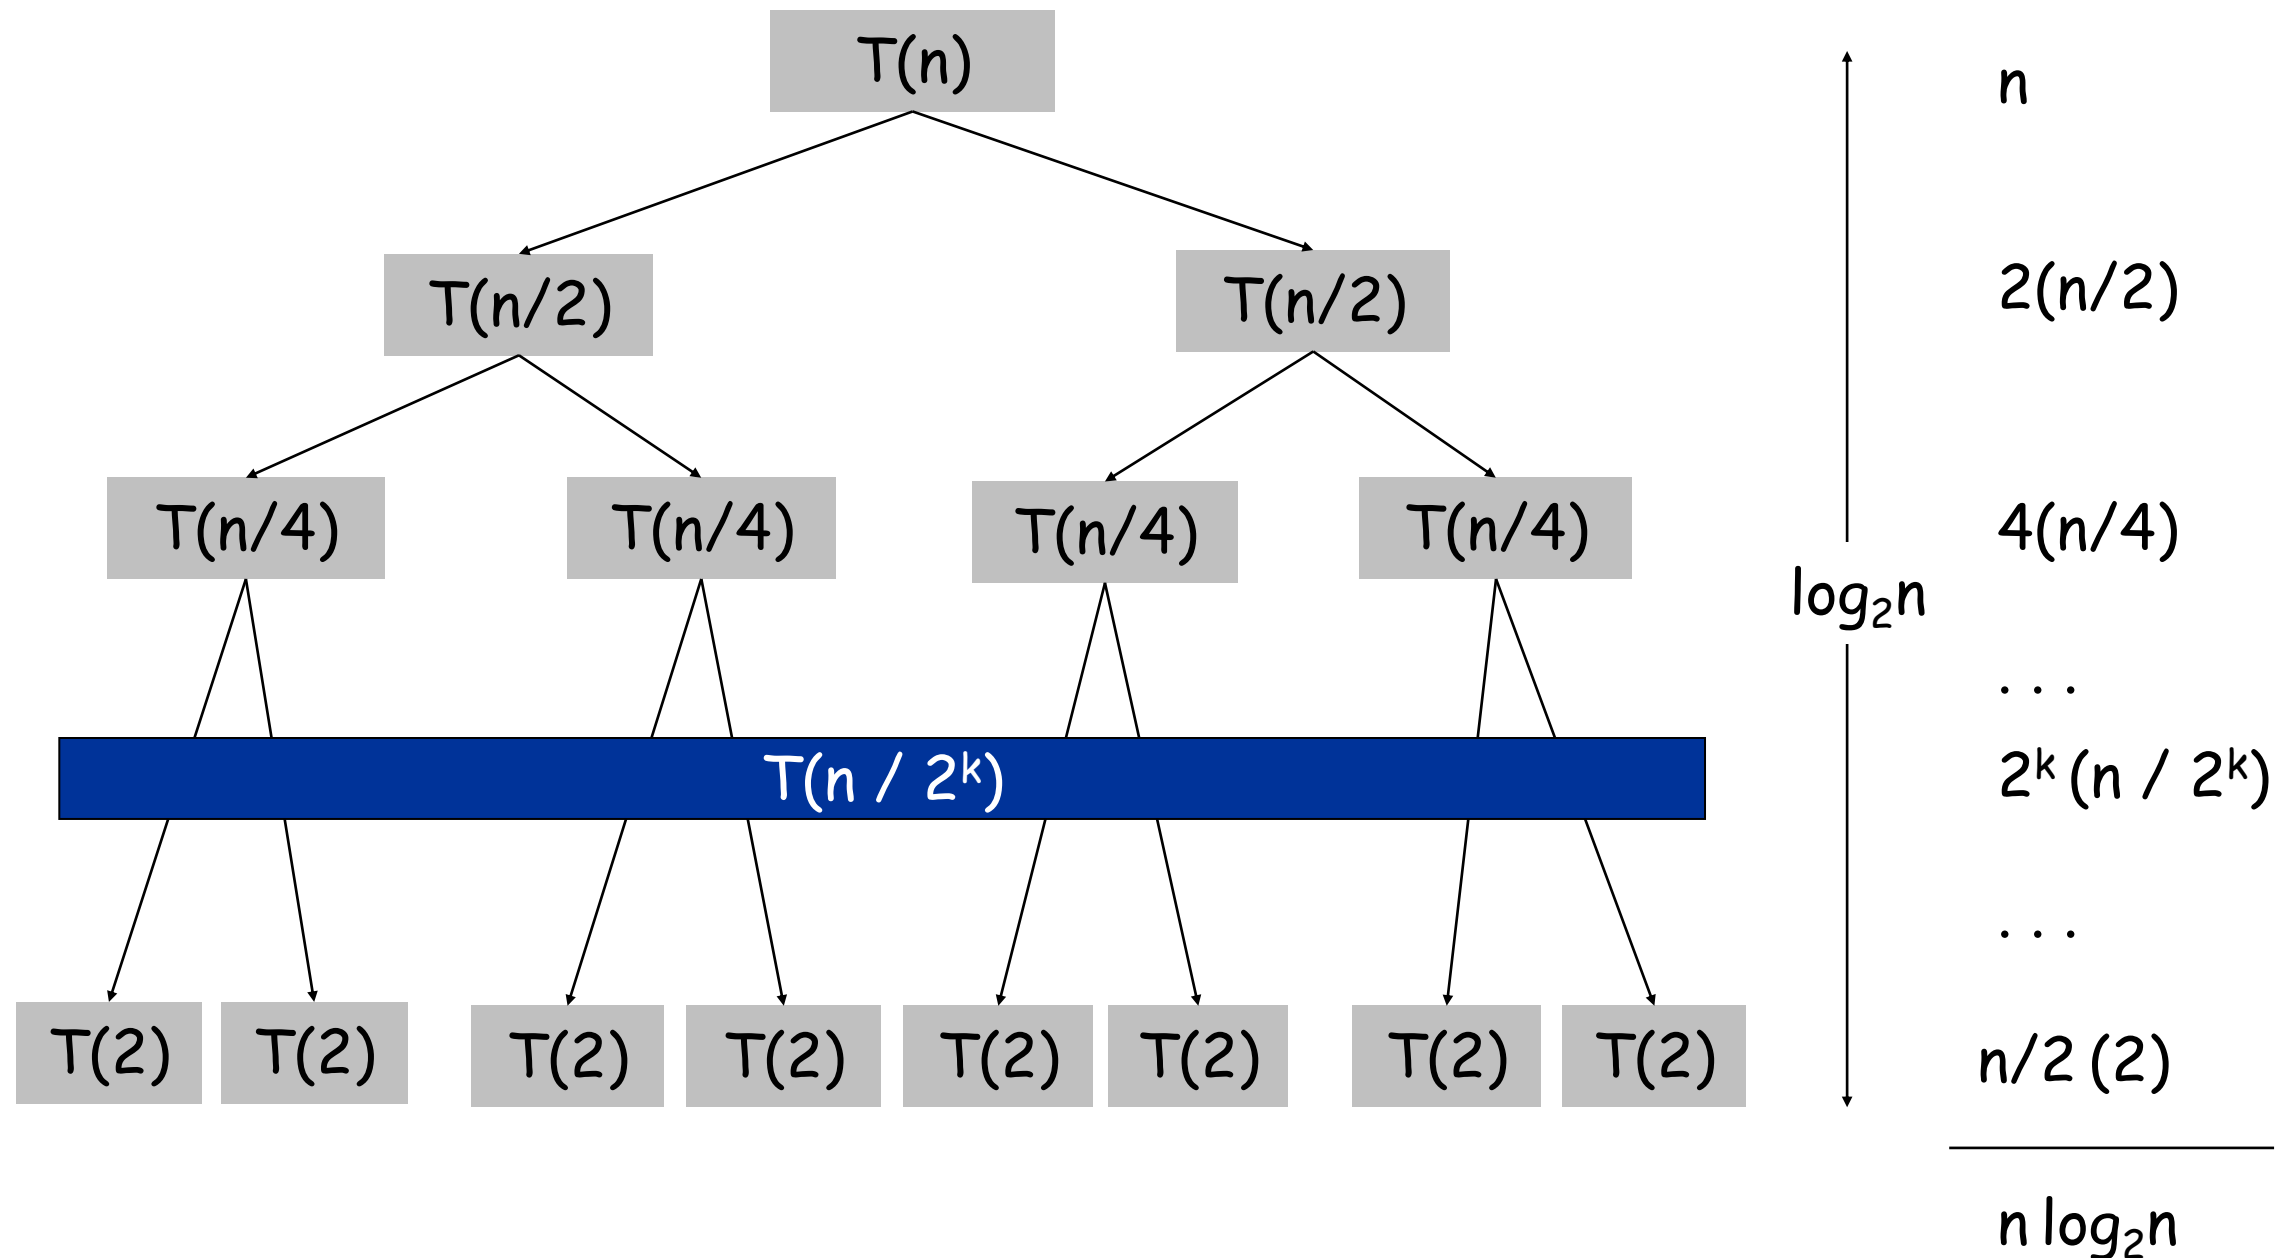 T(n)
n
T(n/2) T(n/2)
2(n/2)
T(n/4) T(n/4) T(n/4) T(n/4)
4(n/4)
log₂n
. . .
T(n / 2ᵏ)
2ᵏ (n / 2ᵏ)
. . .
T(2) T(2) T(2) T(2) T(2) T(2) T(2) T(2)
n/2 (2)
n log₂n